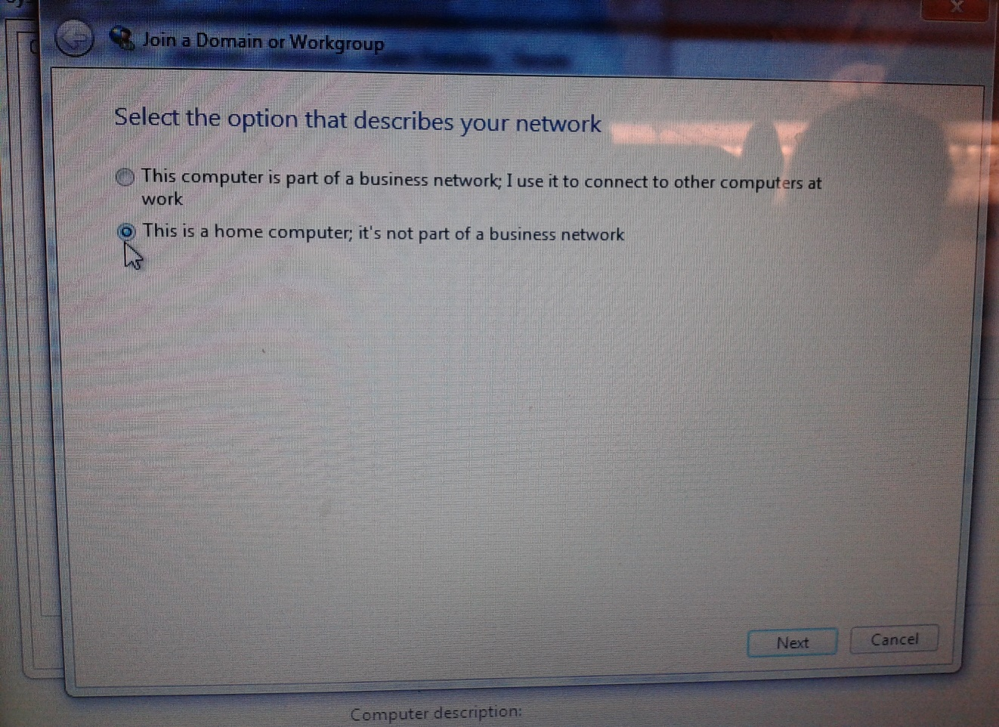 Join a Domain or Workgroup
Select the option that describes your network
This computer is part of a business network; I use it to connect to other computers at
work
This is a home computer; it's not part of a business network
Next
Cancel
Computer description: